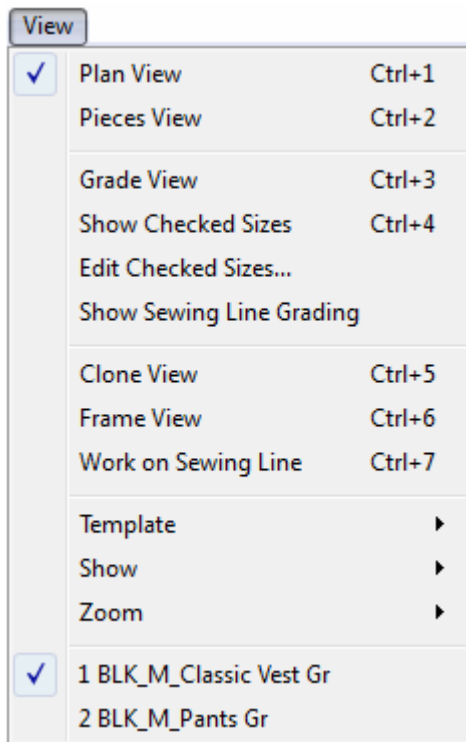 View
Plan View Ctrl+1
Pieces View Ctrl+2
Grade View Ctrl+3
Show Checked Sizes Ctrl+4
Edit Checked Sizes...
Show Sewing Line Grading
Clone View Ctrl+5
Frame View Ctrl+6
Work on Sewing Line Ctrl+7
Template
Show
Zoom
1 BLK_M_Classic Vest Gr
2 BLK_M_Pants Gr